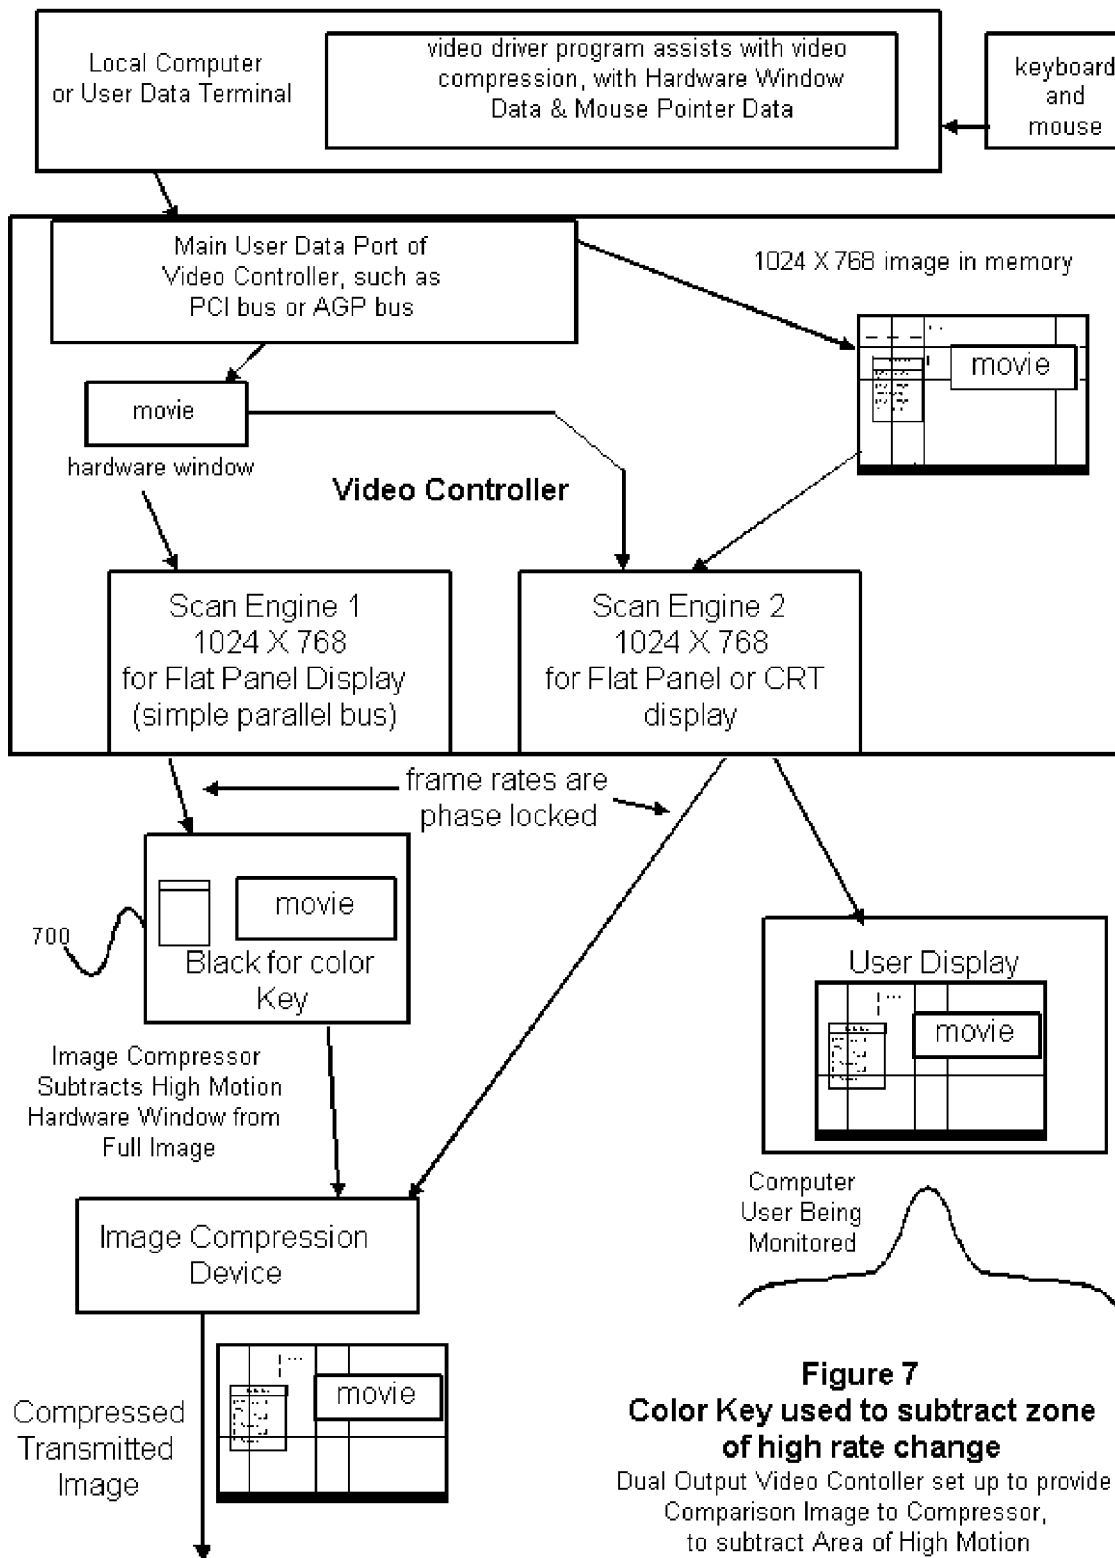 Local Computer
or User Data Terminal
video driver program assists with video
compression, with Hardware Window
Data & Mouse Pointer Data
keyboard
and
mouse
Main User Data Port of
Video Controller, such as
PCI bus or AGP bus
1024 X 768 image in memory
movie
movie
hardware window
Video Controller
Scan Engine 1
1024 X 768
for Flat Panel Display
(simple parallel bus)
Scan Engine 2
1024 X 768
for Flat Panel or CRT
display
frame rates are
phase locked
movie
Black for color
Key
700
User Display
movie
Image Compressor
Subtracts High Motion
Hardware Window from
Full Image
Computer
User Being
Monitored
Image Compression
Device
movie
Compressed
Transmitted
Image
Figure 7
Color Key used to subtract zone
of high rate change
Dual Output Video Contoller set up to provide
Comparison Image to Compressor,
to subtract Area of High Motion